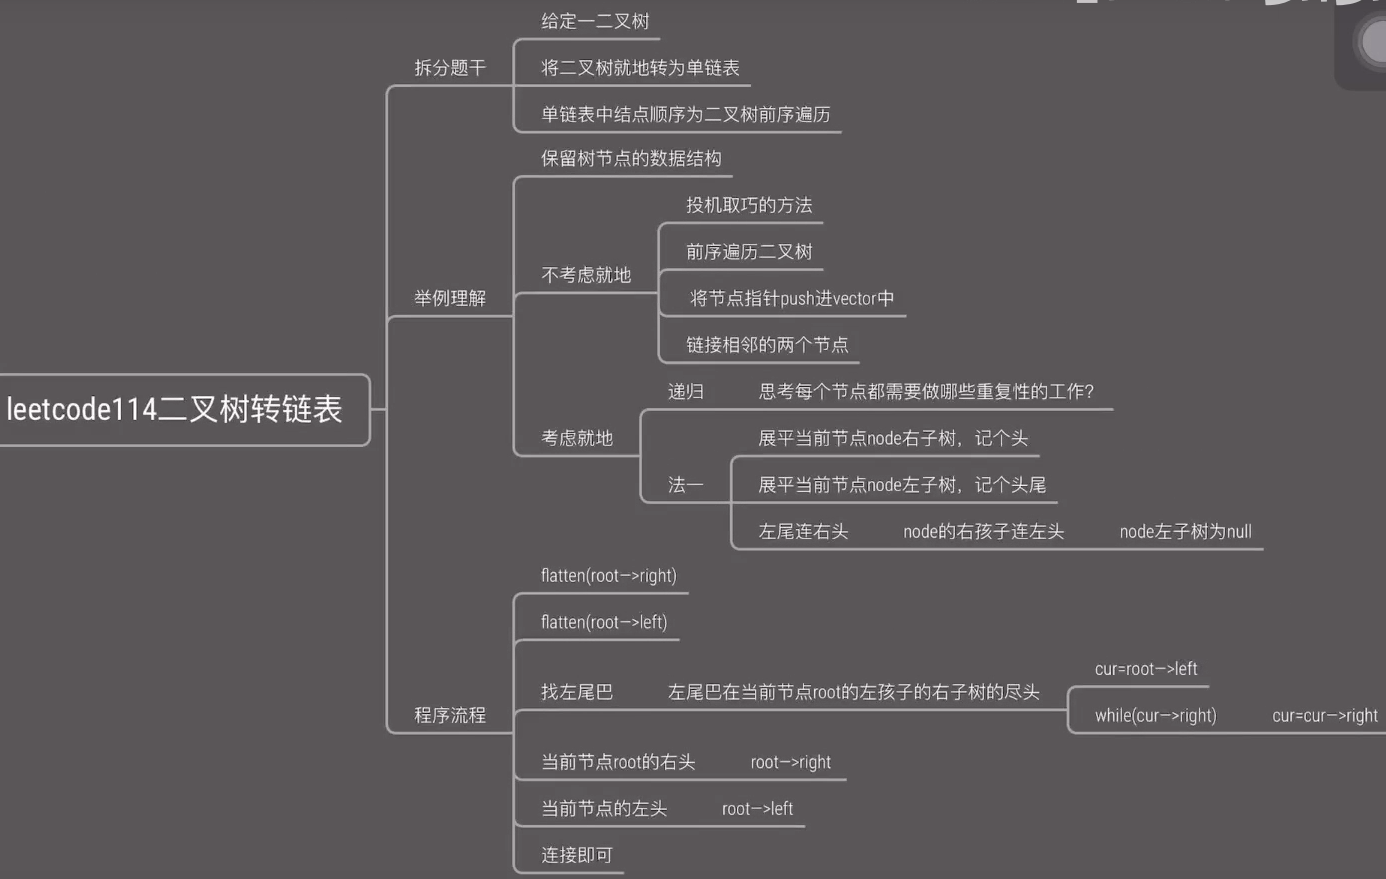 leetcode114二叉树转链表
拆分题干
给定一二叉树
将二叉树就地转为单链表
单链表中结点顺序为二叉树前序遍历
举例理解
保留树节点的数据结构
不考虑就地
投机取巧的方法
前序遍历二叉树
将节点指针push进vector中
链接相邻的两个节点
考虑就地
递归 思考每个节点都需要做哪些重复性的工作?
法一
展平当前节点node右子树，记个头
展平当前节点node左子树，记个头尾
左尾连右头 node的右孩子连左头 node左子树为null
程序流程
flatten(root—>right)
flatten(root—>left)
找左尾巴 左尾巴在当前节点root的左孩子的右子树的尽头
cur=root—>left
while(cur—>right) cur=cur—>right
当前节点root的右头 root—>right
当前节点的左头 root—>left
连接即可